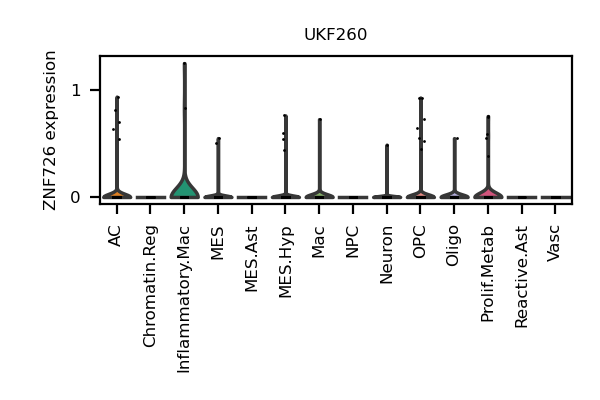 UKF260
ZNF726 expression
1
0
AC
Chromatin.Reg
Inflammatory.Mac
MES
MES.Ast
MES.Hyp
Mac
NPC
Neuron
OPC
Oligo
Prolif.Metab
Reactive.Ast
Vasc